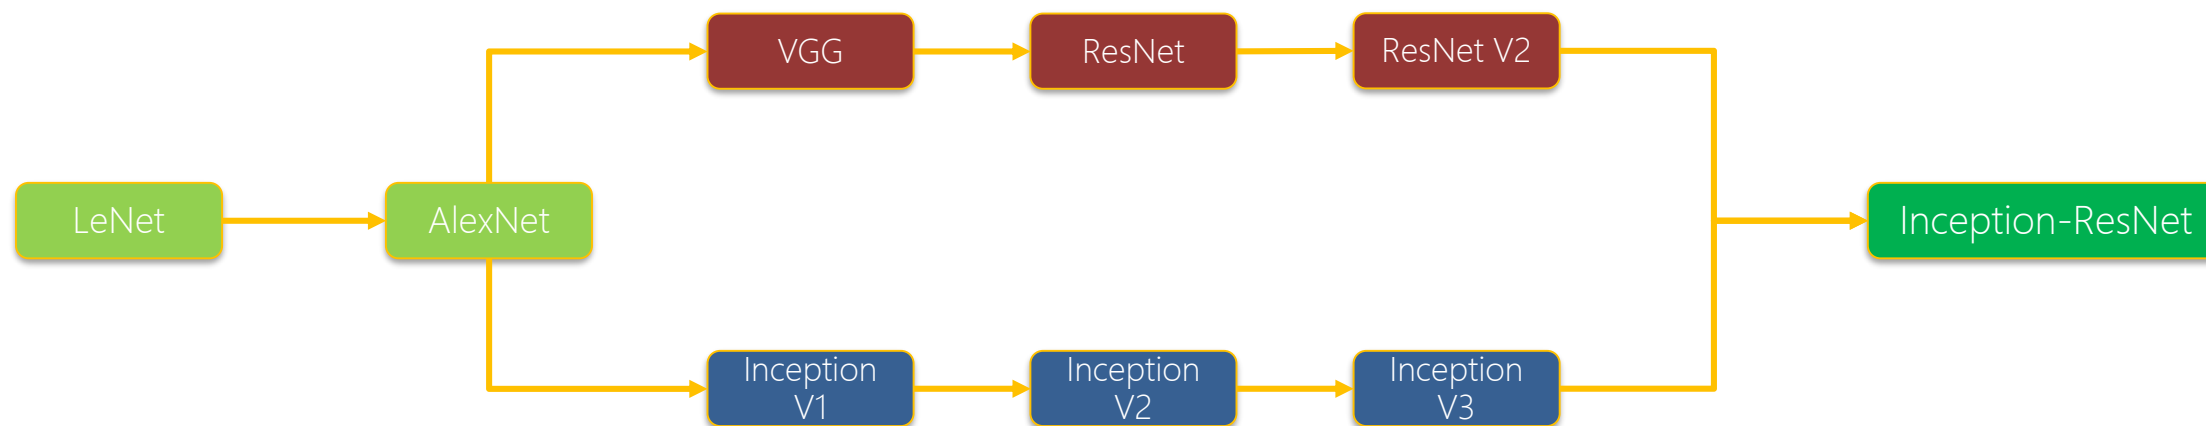 VGG
ResNet
ResNet V2
LeNet
AlexNet
Inception-ResNet
Inception
V1
Inception
V2
Inception
V3